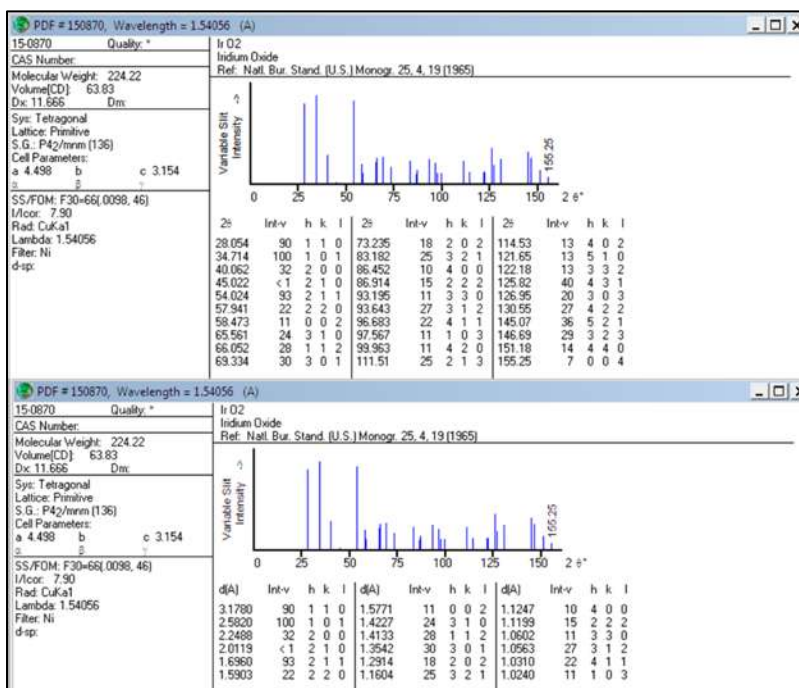 PDF # 150870, Wavelength = 1.54056 (A)
15-0870 Quality: *
CAS Number:
Molecular Weight: 224.22
Volume[CD]: 63.83
Dx: 11.666 Dm:
Sys: Tetragonal
Lattice: Primitive
S.G.: P42/mnm (136)
Cell Parameters:
a 4.498 b c 3.154
α β γ
SS/FOM: F30=66(.0098, 46)
I/Icor: 7.90
Rad: CuKa1
Lambda: 1.54056
Filter: Ni
d-sp:
Ir O2
Iridium Oxide
Ref: Natl. Bur. Stand. (U.S.) Monogr. 25, 4, 19 (1965)
Variable Slit
Intensity
155.25
0 25 50 75 100 125 150 2 θ°
2θ Int-v h k l 2θ Int-v h k l 2θ Int-v h k l
28.054 90 1 1 0 73.235 18 2 0 2 114.53 13 4 0 2
34.714 100 1 0 1 83.182 25 3 2 1 121.65 13 5 1 0
40.062 32 2 0 0 86.452 10 4 0 0 122.18 13 3 3 2
45.022 <1 2 1 0 86.914 15 2 2 2 125.82 40 4 3 1
54.024 93 2 1 1 93.195 11 3 3 0 126.95 20 3 0 3
57.941 22 2 2 0 93.643 27 3 1 2 130.55 27 4 2 2
58.473 11 0 0 2 96.683 22 4 1 1 145.07 36 5 2 1
65.561 24 3 1 0 97.567 11 1 0 3 146.69 29 3 2 3
66.052 28 1 1 2 99.963 11 4 2 0 151.18 14 4 4 0
69.334 30 3 0 1 111.51 25 2 1 3 155.25 7 0 0 4
PDF # 150870, Wavelength = 1.54056 (A)
15-0870 Quality: *
CAS Number:
Molecular Weight: 224.22
Volume[CD]: 63.83
Dx: 11.666 Dm:
Sys: Tetragonal
Lattice: Primitive
S.G.: P42/mnm (136)
Cell Parameters:
a 4.498 b c 3.154
α β γ
SS/FOM: F30=66(.0098, 46)
I/Icor: 7.90
Rad: CuKa1
Lambda: 1.54056
Filter: Ni
d-sp:
Ir O2
Iridium Oxide
Ref: Natl. Bur. Stand. (U.S.) Monogr. 25, 4, 19 (1965)
Variable Slit
Intensity
155.25
0 25 50 75 100 125 150 2 θ°
d(A) Int-v h k l d(A) Int-v h k l d(A) Int-v h k l
3.1780 90 1 1 0 1.5771 11 0 0 2 1.1247 10 4 0 0
2.5820 100 1 0 1 1.4227 24 3 1 0 1.1199 15 2 2 2
2.2488 32 2 0 0 1.4133 28 1 1 2 1.0602 11 3 3 0
2.0119 <1 2 1 0 1.3542 30 3 0 1 1.0563 27 3 1 2
1.6960 93 2 1 1 1.2914 18 2 0 2 1.0310 22 4 1 1
1.5903 22 2 2 0 1.1604 25 3 2 1 1.0240 11 1 0 3